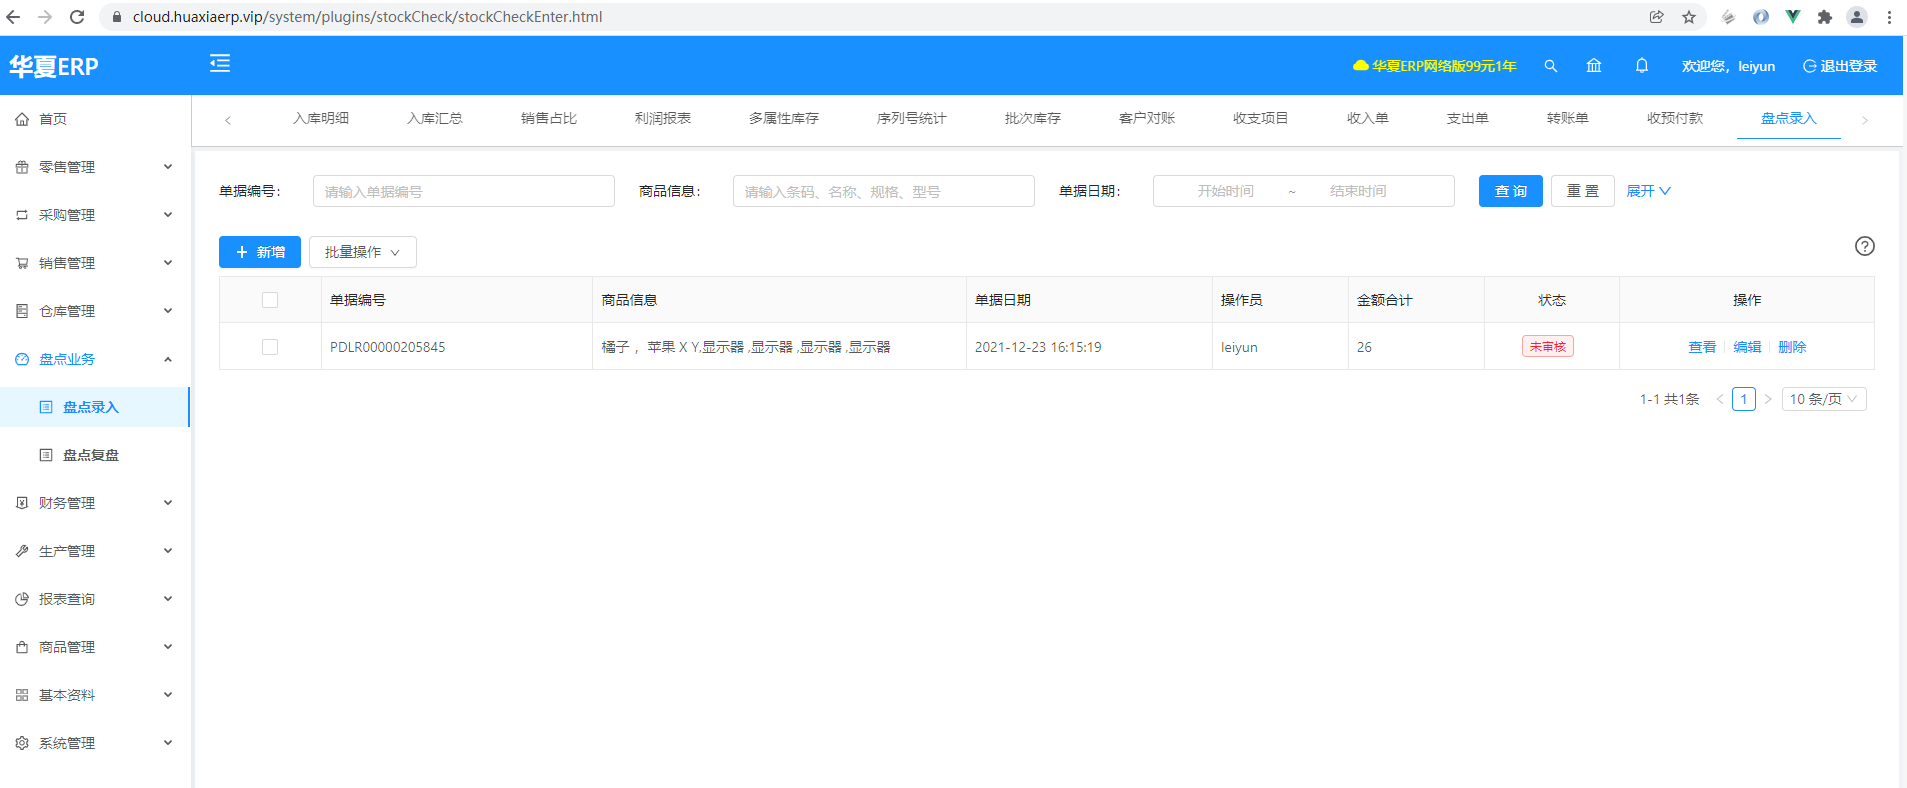 cloud.huaxiaerp.vip/system/plugins/stockCheck/stockCheckEnter.html
华夏ERP
华夏ERP网络版99元1年
欢迎您，leiyun
退出登录
首页
零售管理
采购管理
销售管理
仓库管理
盘点业务
盘点录入
盘点复盘
财务管理
生产管理
报表查询
商品管理
基本资料
系统管理
入库明细 入库汇总 销售占比 利润报表 多属性库存 序列号统计 批次库存 客户对账 收支项目 收入单 支出单 转账单 收预付款 盘点录入
单据编号： 请输入单据编号 商品信息： 请输入条码、名称、规格、型号 单据日期： 开始时间 ~ 结束时间 查 询 重 置 展开
新增 批量操作
单据编号 商品信息 单据日期 操作员 金额合计 状态 操作
PDLR00000205845 橘子 ，苹果 X Y,显示器 ,显示器 ,显示器 ,显示器 2021-12-23 16:15:19 leiyun 26 未审核 查看 编辑 删除
1-1 共1条 1 10 条/页